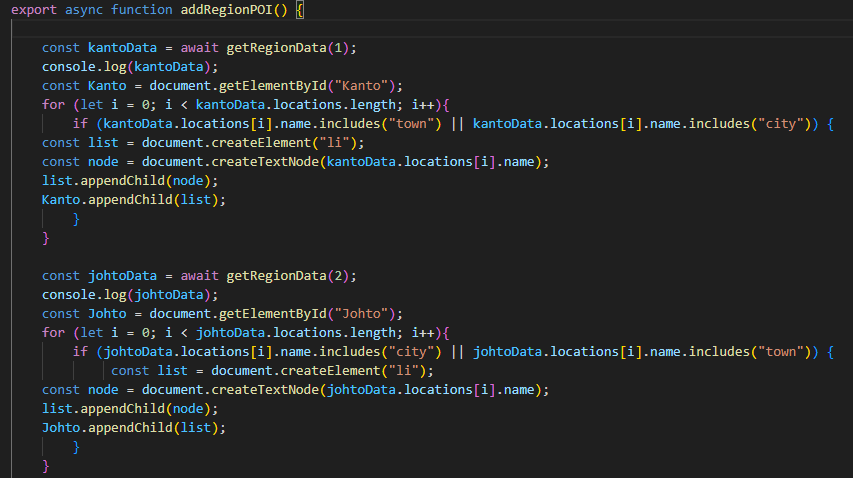 export async function addRegionPOI() {
const kantoData = await getRegionData(1);
console.log(kantoData);
const Kanto = document.getElementById("Kanto");
for (let i = 0; i < kantoData.locations.length; i++){
if (kantoData.locations[i].name.includes("town") || kantoData.locations[i].name.includes("city")) {
const list = document.createElement("li");
const node = document.createTextNode(kantoData.locations[i].name);
list.appendChild(node);
Kanto.appendChild(list);
}
}
const johtoData = await getRegionData(2);
console.log(johtoData);
const Johto = document.getElementById("Johto");
for (let i = 0; i < johtoData.locations.length; i++){
if (johtoData.locations[i].name.includes("city") || johtoData.locations[i].name.includes("town")) {
const list = document.createElement("li");
const node = document.createTextNode(johtoData.locations[i].name);
list.appendChild(node);
Johto.appendChild(list);
}
}